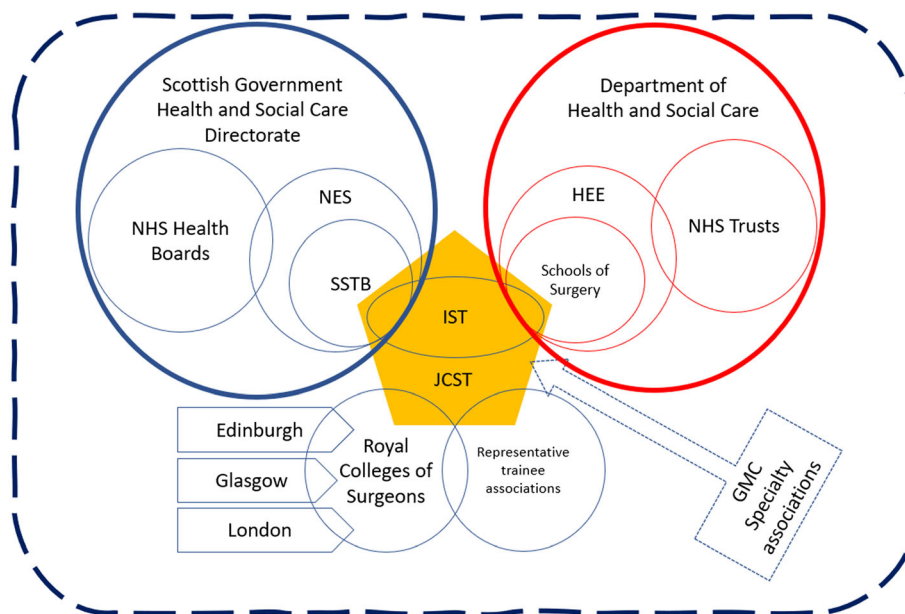 Scottish Government
Health and Social Care
Directorate
Department of
Health and Social Care
NHS Health
Boards
NES
SSTB
HEE
Schools of
Surgery
NHS Trusts
IST
JCST
Edinburgh
Glasgow
London
Royal
Colleges of
Surgeons
Representative
trainee
associations
GMC
Specialty
associations